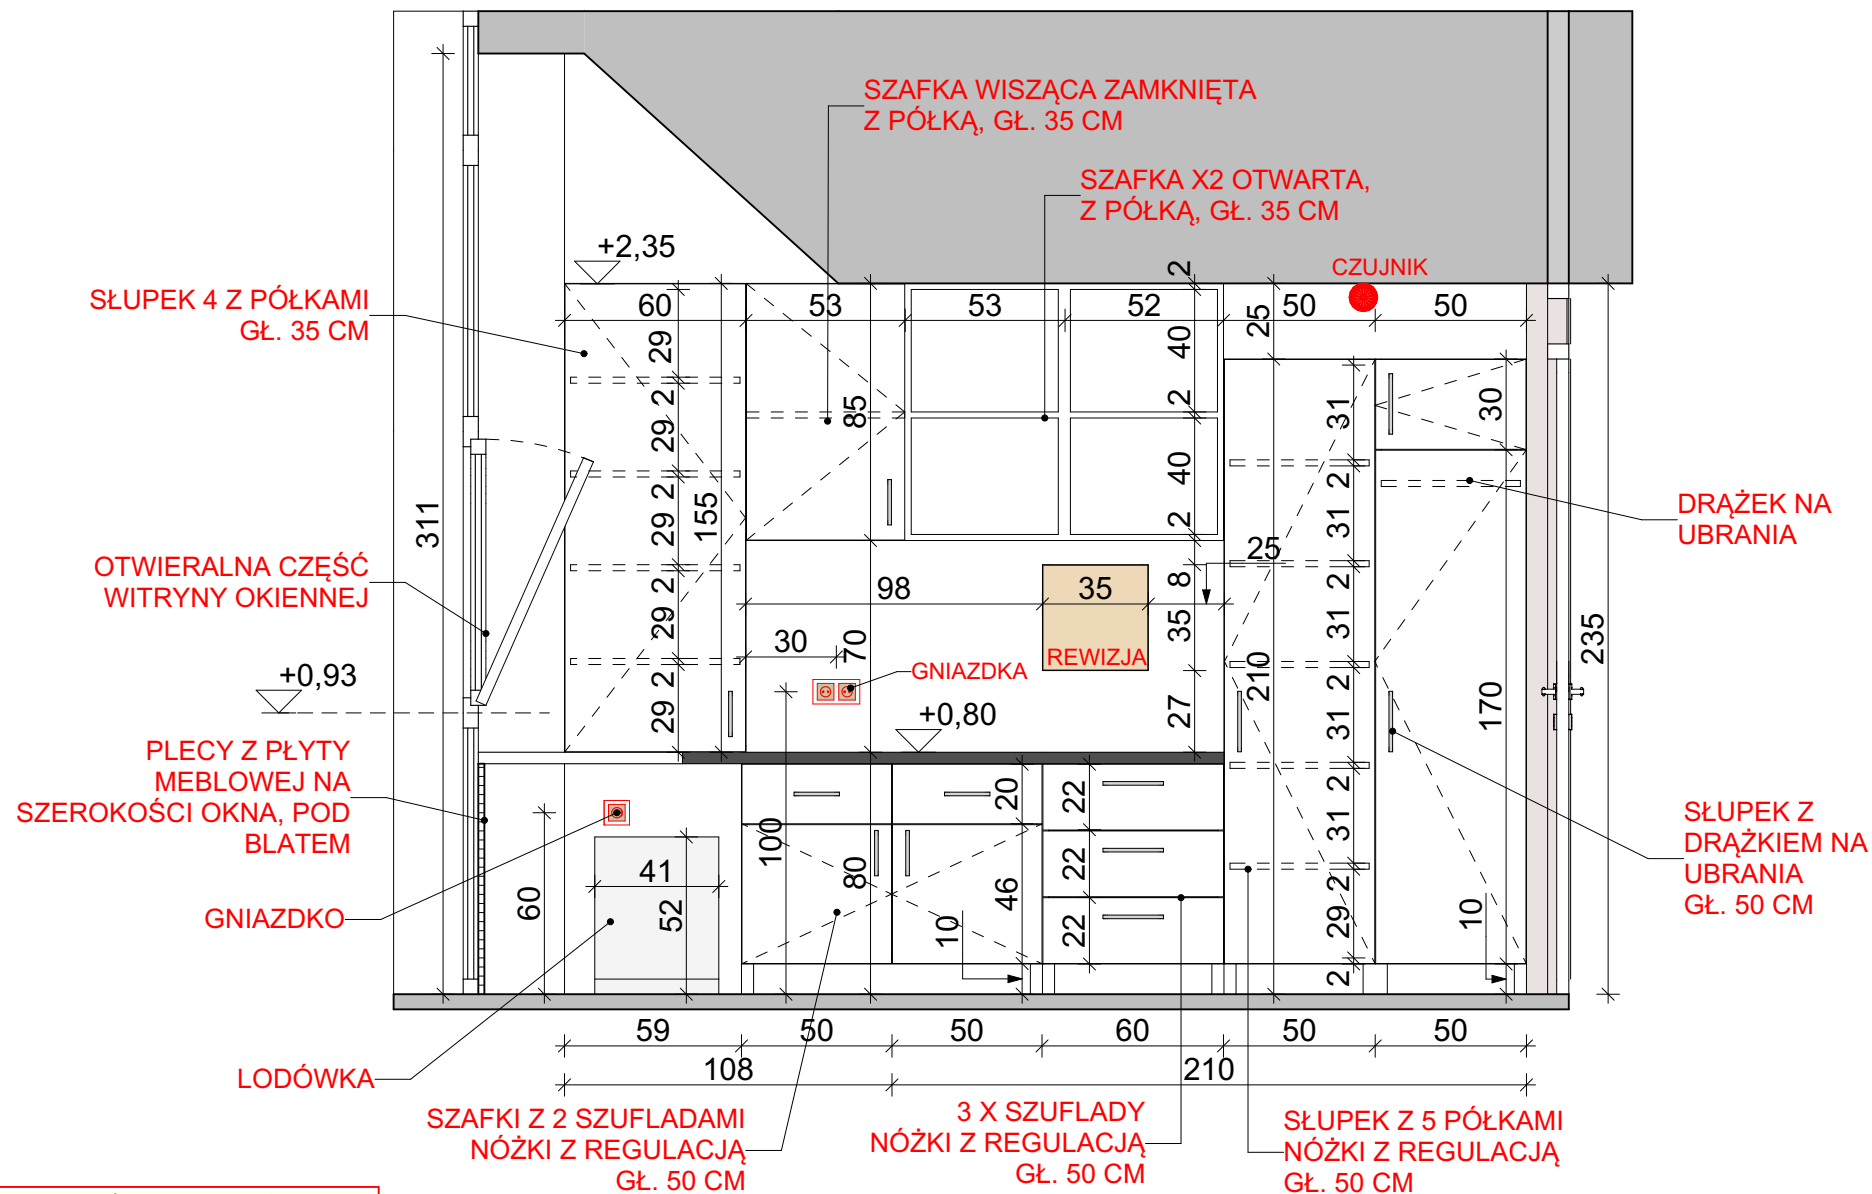 SZAFKA WISZĄCA ZAMKNIĘTA
Z PÓŁKĄ, GŁ. 35 CM
SZAFKA X2 OTWARTA,
Z PÓŁKĄ, GŁ. 35 CM
+2,35
CZUJNIK
2
SŁUPEK 4 Z PÓŁKAMI
GŁ. 35 CM
60
53
53
52
50
50
25
29
2
29
2
29
2
29
2
29
155
85
40
2
40
2
31
2
31
2
31
2
31
2
31
2
29
2
30
311
DRĄŻEK NA
UBRANIA
OTWIERALNA CZĘŚĆ
WITRYNY OKIENNEJ
98
35
25
8
35
27
30
70
REWIZJA
GNIAZDKA
210
170
235
+0,93
+0,80
PLECY Z PŁYTY
MEBLOWEJ NA
SZEROKOŚCI OKNA, POD
BLATEM
SŁUPEK Z
DRĄŻKIEM NA
UBRANIA
GŁ. 50 CM
100
80
20
46
10
22
22
22
10
60
41
52
GNIAZDKO
59
50
50
60
50
50
108
210
LODÓWKA
SZAFKI Z 2 SZUFLADAMI
NÓŻKI Z REGULACJĄ
GŁ. 50 CM
3 X SZUFLADY
NÓŻKI Z REGULACJĄ
GŁ. 50 CM
SŁUPEK Z 5 PÓŁKAMI
NÓŻKI Z REGULACJĄ
GŁ. 50 CM